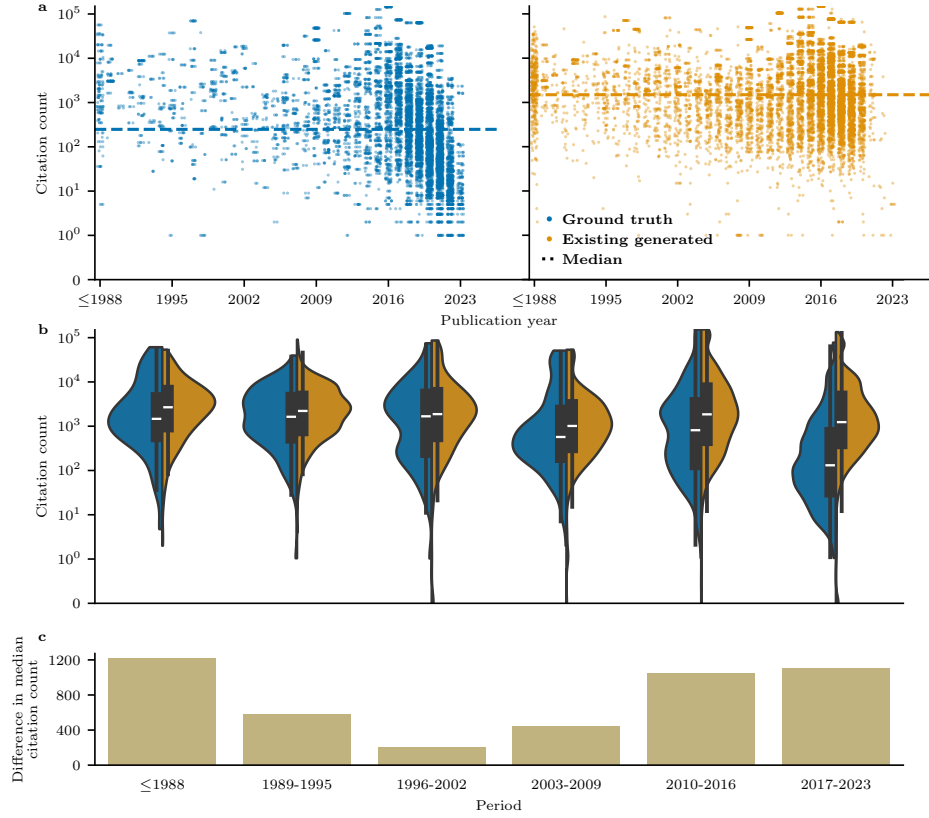 a
Citation count
10^5
10^4
10^3
10^2
10^1
10^0
0
≤1988 1995 2002 2009 2016 2023
≤1988 1995 2002 2009 2016 2023
Ground truth
Existing generated
Median
Publication year
b
Citation count
10^5
10^4
10^3
10^2
10^1
10^0
0
c
Difference in median
citation count
1200
800
400
0
≤1988 1989-1995 1996-2002 2003-2009 2010-2016 2017-2023
Period